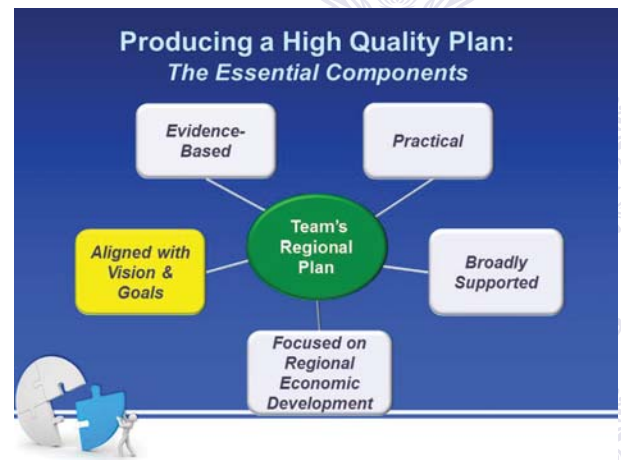 Producing a High Quality Plan:
The Essential Components
Evidence-
Based
Practical
Team's
Regional
Plan
Aligned with
Vision &
Goals
Broadly
Supported
Focused on
Regional
Economic
Development